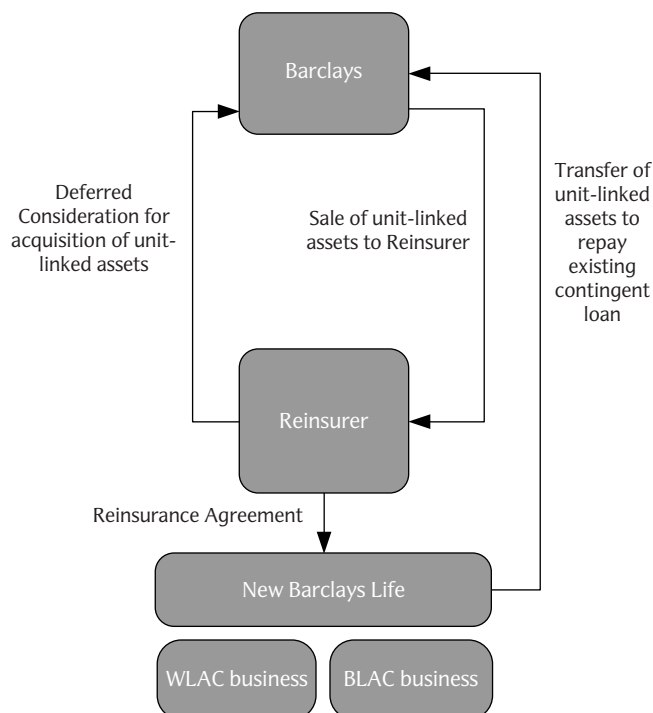 Barclays
Deferred
Consideration for
acquisition of unit-
linked assets
Sale of unit-linked
assets to Reinsurer
Transfer of
unit-linked
assets to
repay
existing
contingent
loan
Reinsurer
Reinsurance Agreement
New Barclays Life
WLAC business
BLAC business